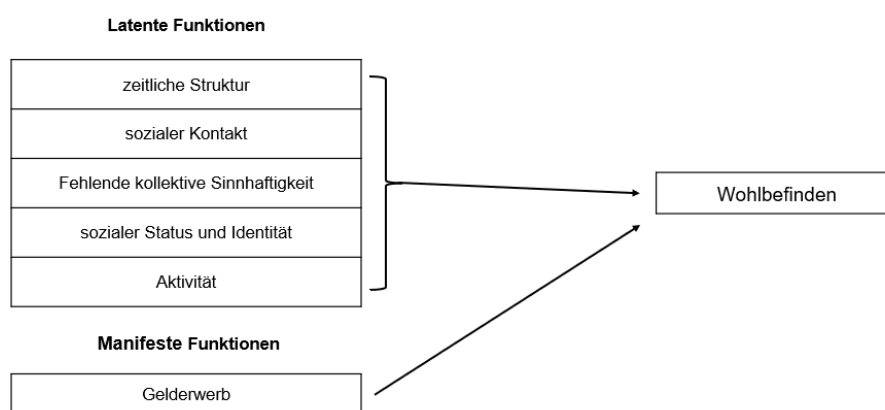 Latente Funktionen
zeitliche Struktur
sozialer Kontakt
Fehlende kollektive Sinnhaftigkeit
sozialer Status und Identität
Aktivität
Wohlbefinden
Manifeste Funktionen
Gelderwerb